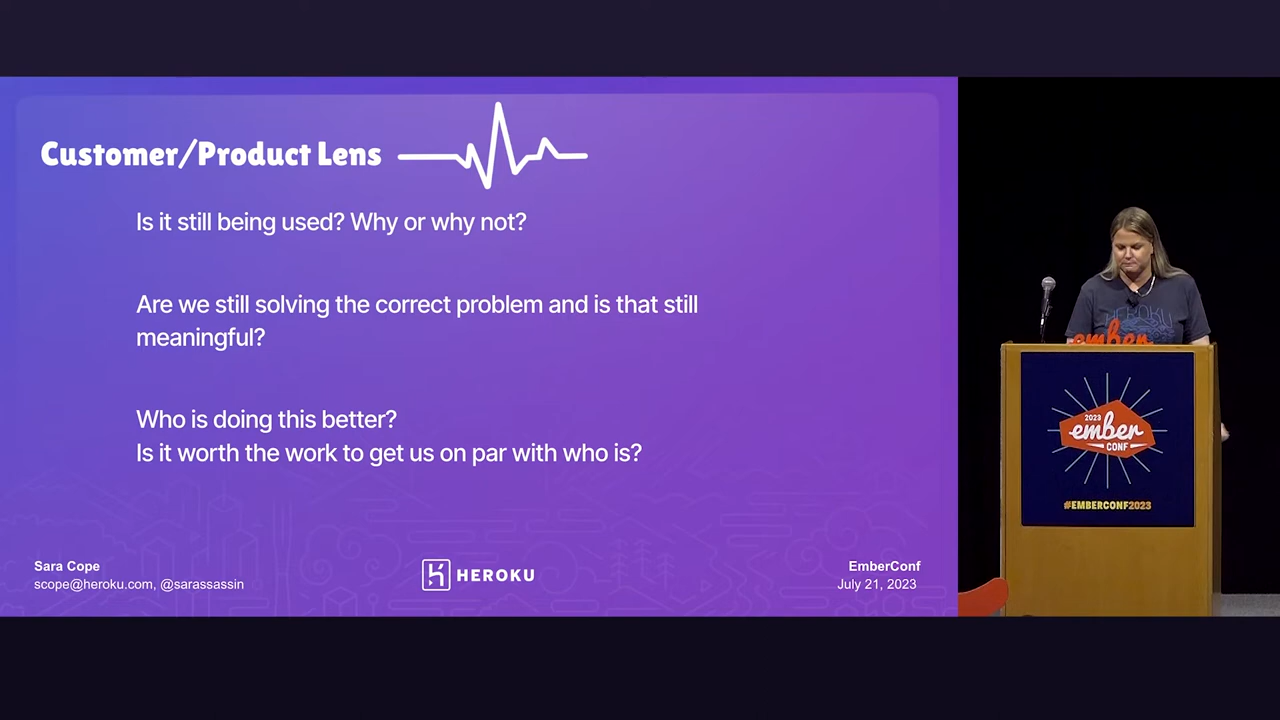 Customer/Product Lens
Is it still being used? Why or why not?
Are we still solving the correct problem and is that still
meaningful?
Who is doing this better?
Is it worth the work to get us on par with who is?
Sara Cope
scope@heroku.com, @sarassassin
HEROKU
EmberConf
July 21, 2023
HEROKU
ember
2023
ember
CONF
#EMBERCONF2023